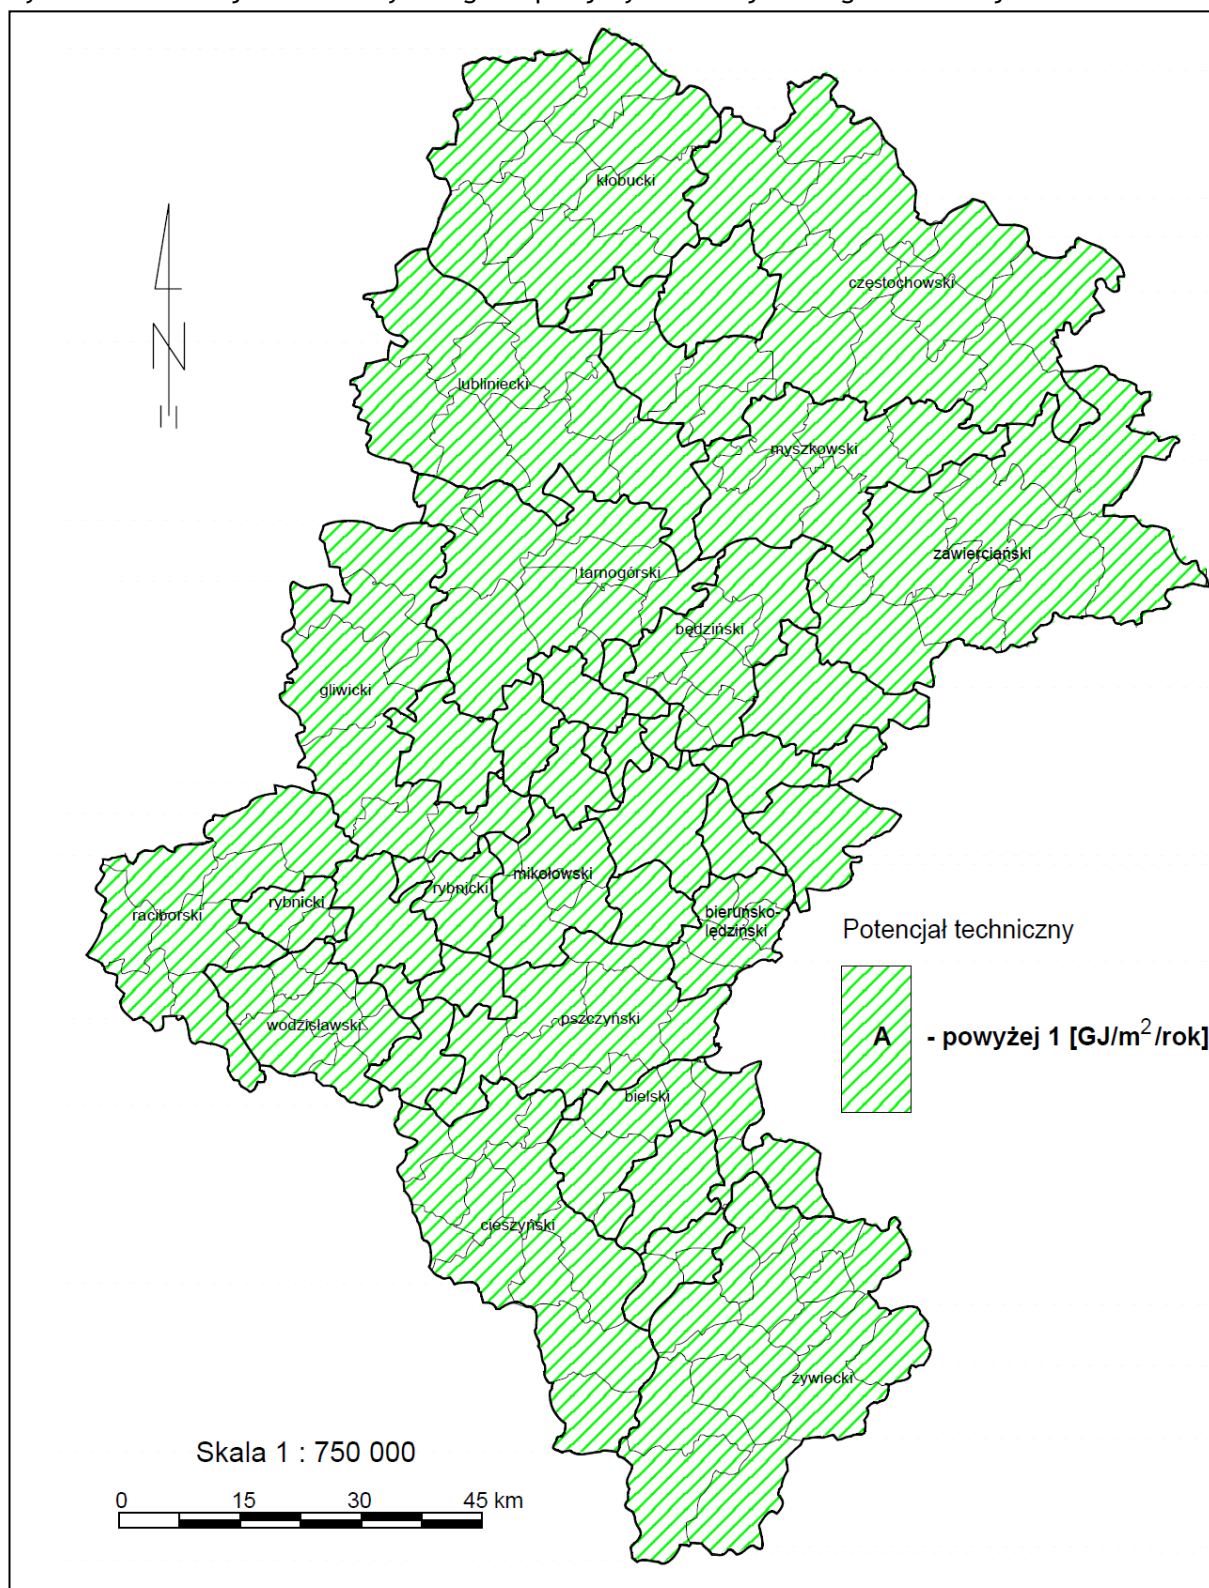 kłobucki
częstochowski
lubliniecki
myszkowski
zawierciański
tarnogórski
będziński
gliwicki
mikołowski
rybnicki
rybnicki
raciborski
bieruńsko-
lędziński
Potencjał techniczny
A - powyżej 1 [GJ/m²/rok]
pszczyński
wodzisławski
bielski
cieszyński
żywiecki
Skala 1 : 750 000
0 15 30 45 km
N